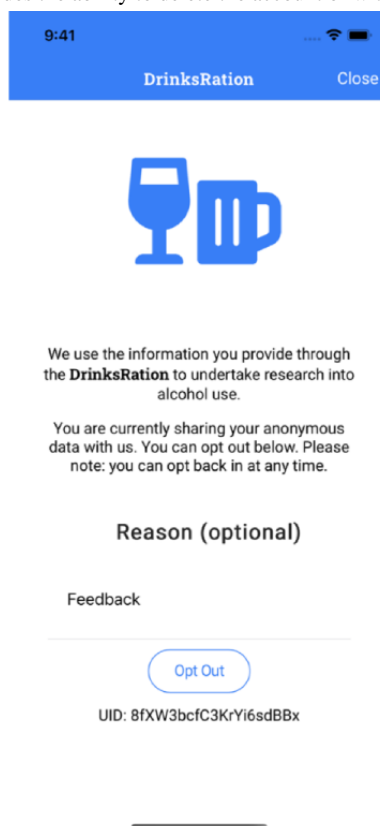 9:41
DrinksRation
Close
We use the information you provide through
the DrinksRation to undertake research into
alcohol use.
You are currently sharing your anonymous
data with us. You can opt out below. Please
note: you can opt back in at any time.
Reason (optional)
Feedback
Opt Out
UID: 8fXW3bcfC3KrYi6sdBBx